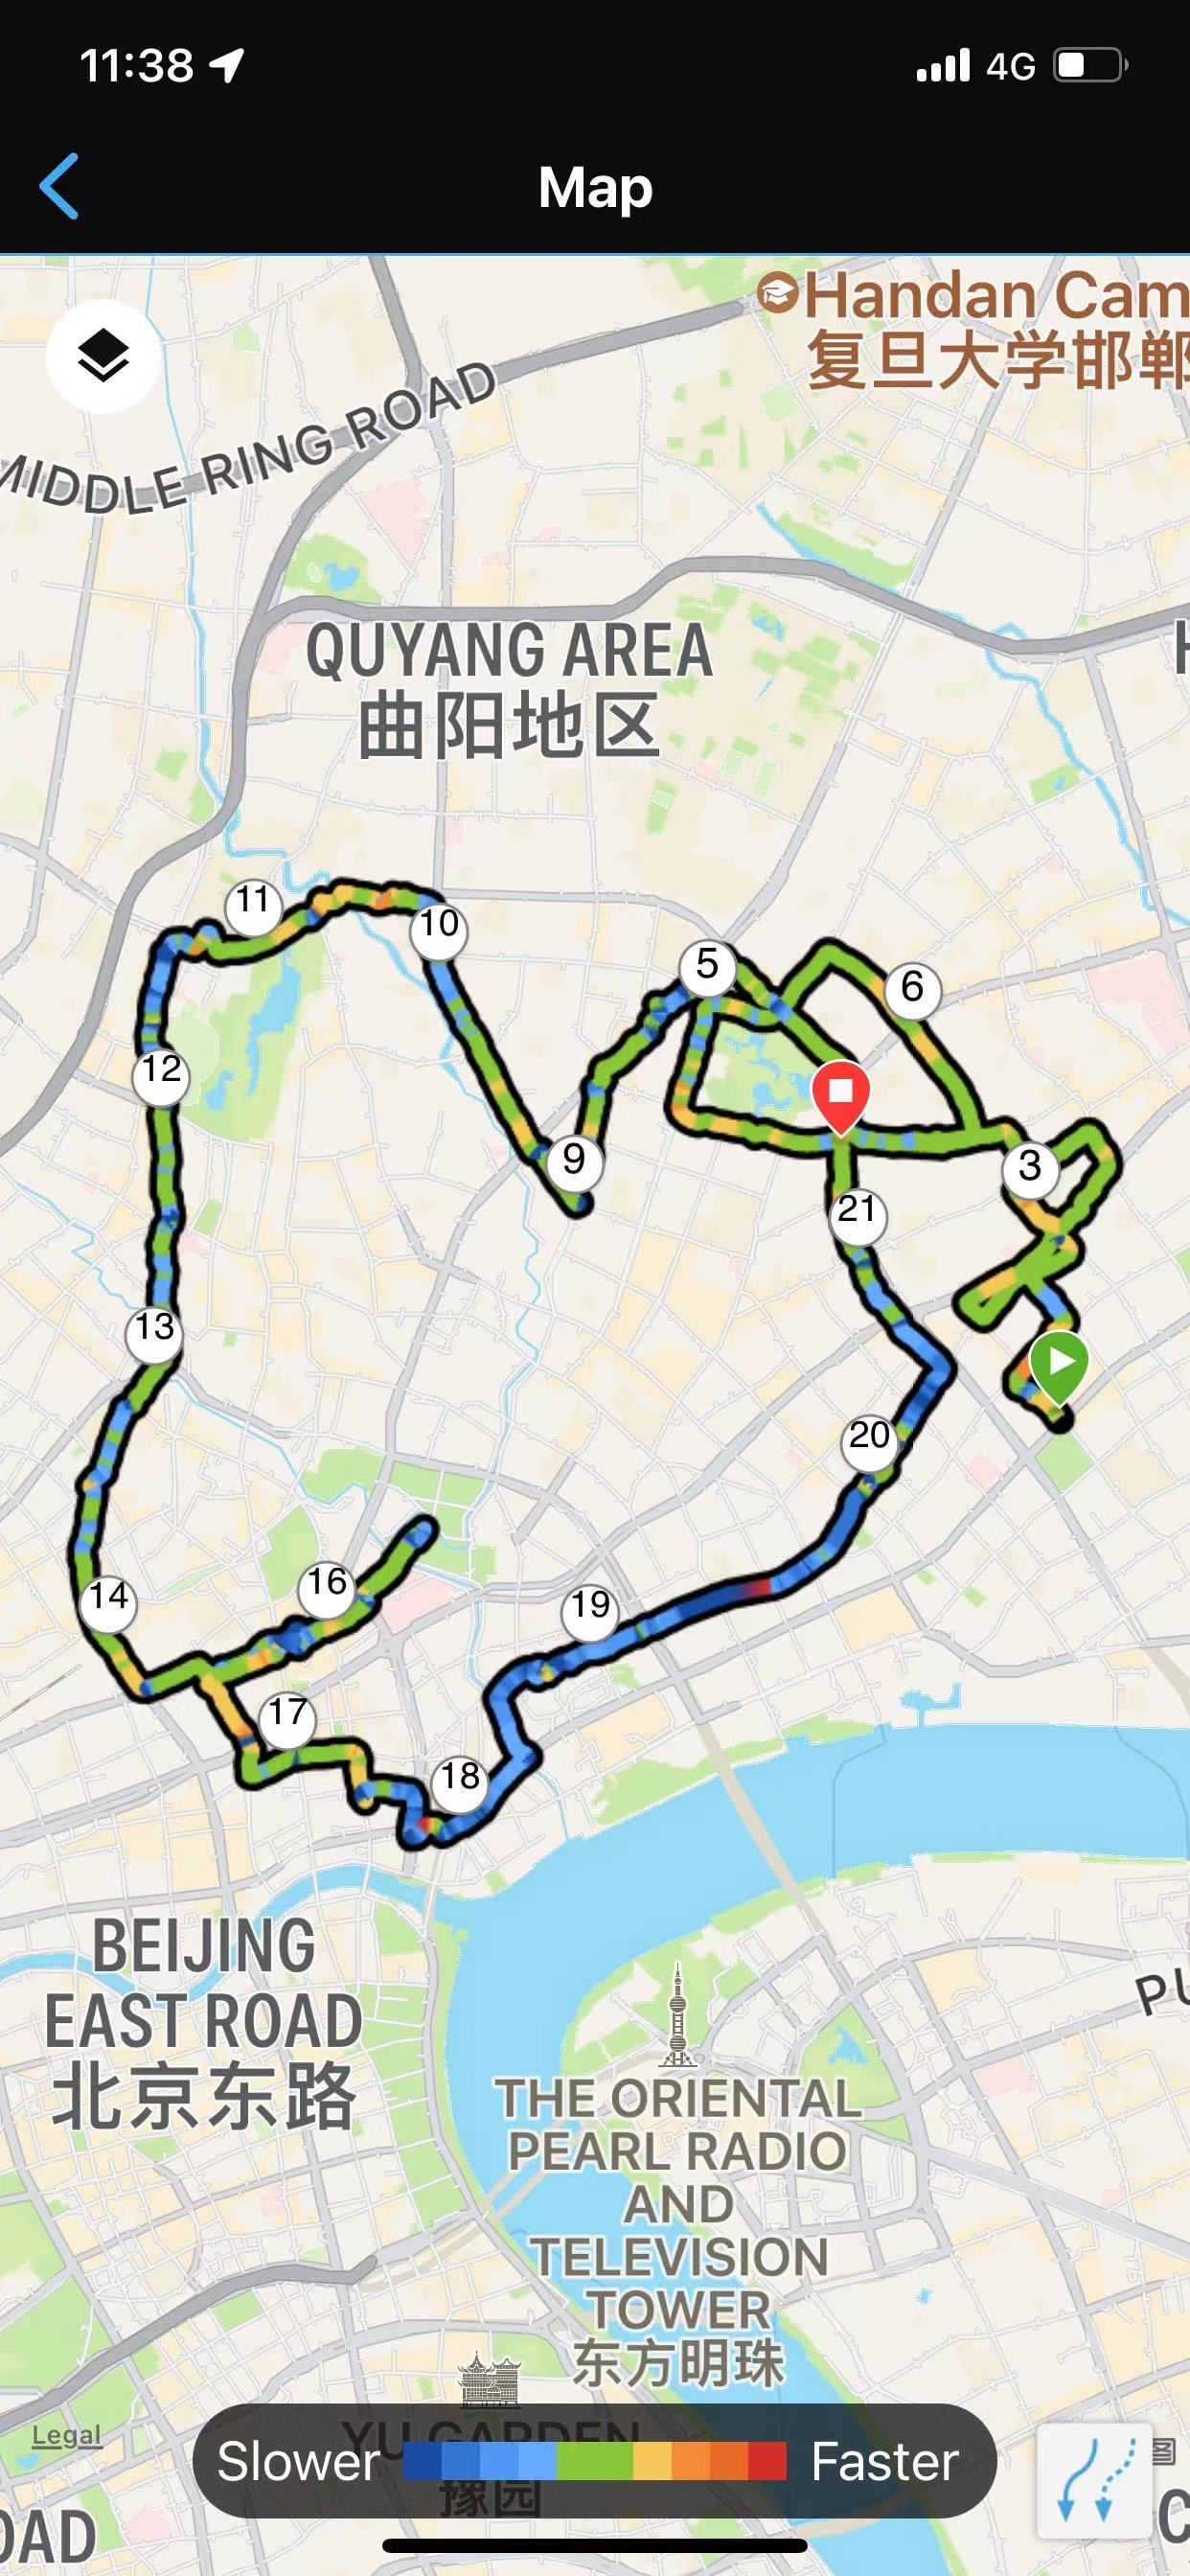 11:38
4G
Map
Handan Cam
复旦大学邯郸
MIDDLE RING ROAD
QUYANG AREA
曲阳地区
H
11
10
5
6
12
9
3
21
13
20
16
14
19
17
18
BEIJING
EAST ROAD
北京东路
PU
THE ORIENTAL
PEARL RADIO
AND
TELEVISION
TOWER
东方明珠
Legal
YU GARDEN
豫园
Slower
Faster
OAD
C